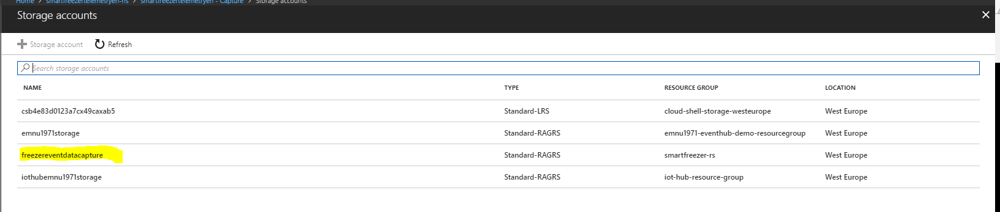 Home > smartfreezertelemetryeh-ns > smartfreezertelemetryeh - Capture > Storage accounts
Storage accounts
Storage account Refresh
Search storage accounts
NAME TYPE RESOURCE GROUP LOCATION
csb4e83d0123a7cx49caxab5 Standard-LRS cloud-shell-storage-westeurope West Europe
emnu1971storage Standard-RAGRS emnu1971-eventhub-demo-resourcegroup West Europe
freezereventdatacapture Standard-RAGRS smartfreezer-rs West Europe
iothubemnu1971storage Standard-RAGRS iot-hub-resource-group West Europe